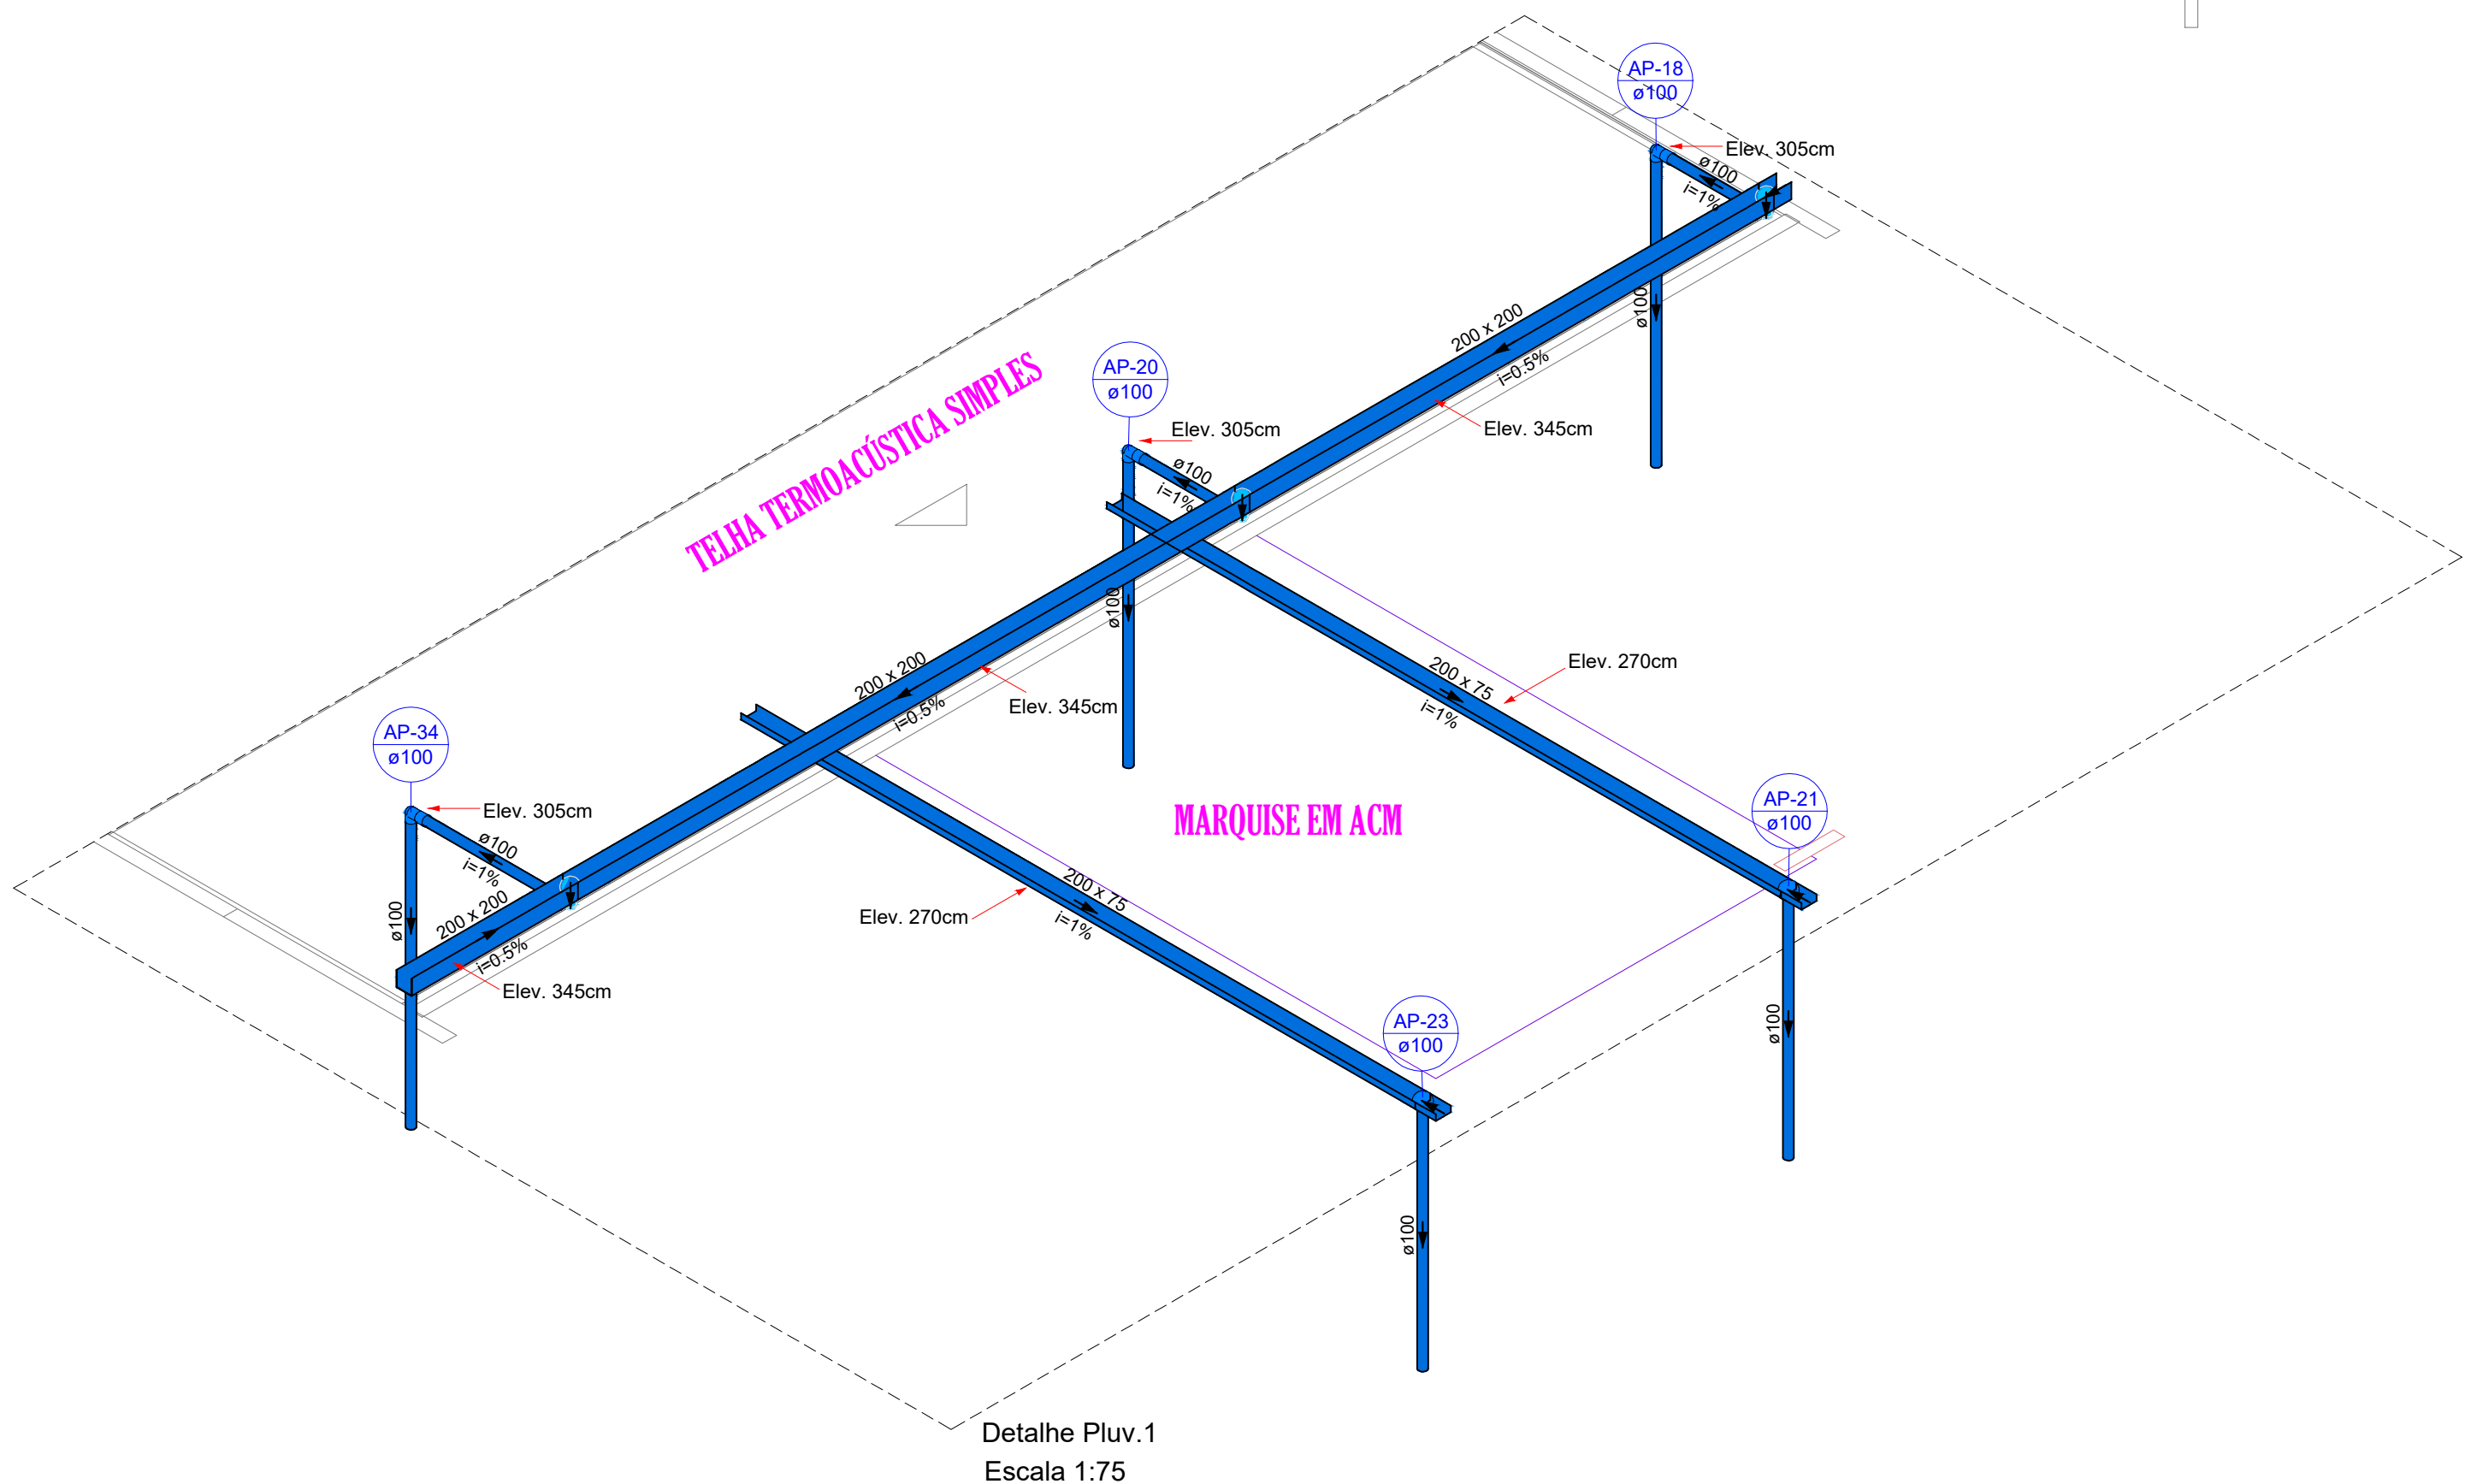 AP-18
ø100
Elev. 305cm
ø100
i=1%
ø100
200 x 200
i=0.5%
Elev. 345cm
AP-20
ø100
Elev. 305cm
ø100
i=1%
ø100
TELHA TERMOACÚSTICA SIMPLES
200 x 200
i=0.5%
Elev. 345cm
200 x 75
i=1%
Elev. 270cm
AP-34
ø100
Elev. 305cm
ø100
i=1%
ø100
200 x 200
i=0.5%
Elev. 345cm
MARQUISE EM ACM
AP-21
ø100
ø100
200 x 75
i=1%
Elev. 270cm
AP-23
ø100
ø100
Detalhe Pluv.1
Escala 1:75